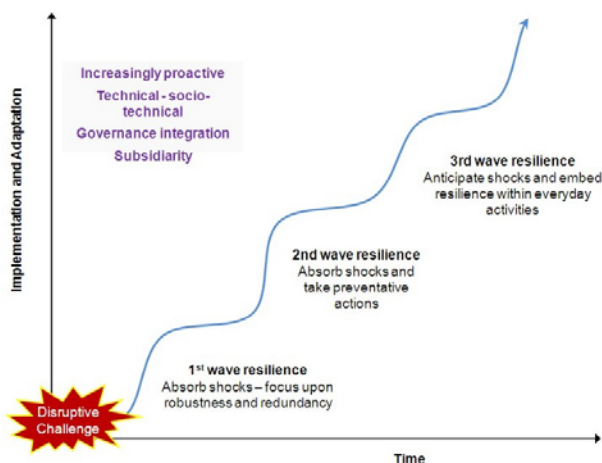 Increasingly proactive
Technical - socio-
technical
Governance integration
Subsidiarity
Implementation and Adaptation
3rd wave resilience
Anticipate shocks and embed
resilience within everyday
activities
2nd wave resilience
Absorb shocks and
take preventative
actions
1st wave resilience
Absorb shocks – focus upon
robustness and redundancy
Disruptive
Challenge
Time